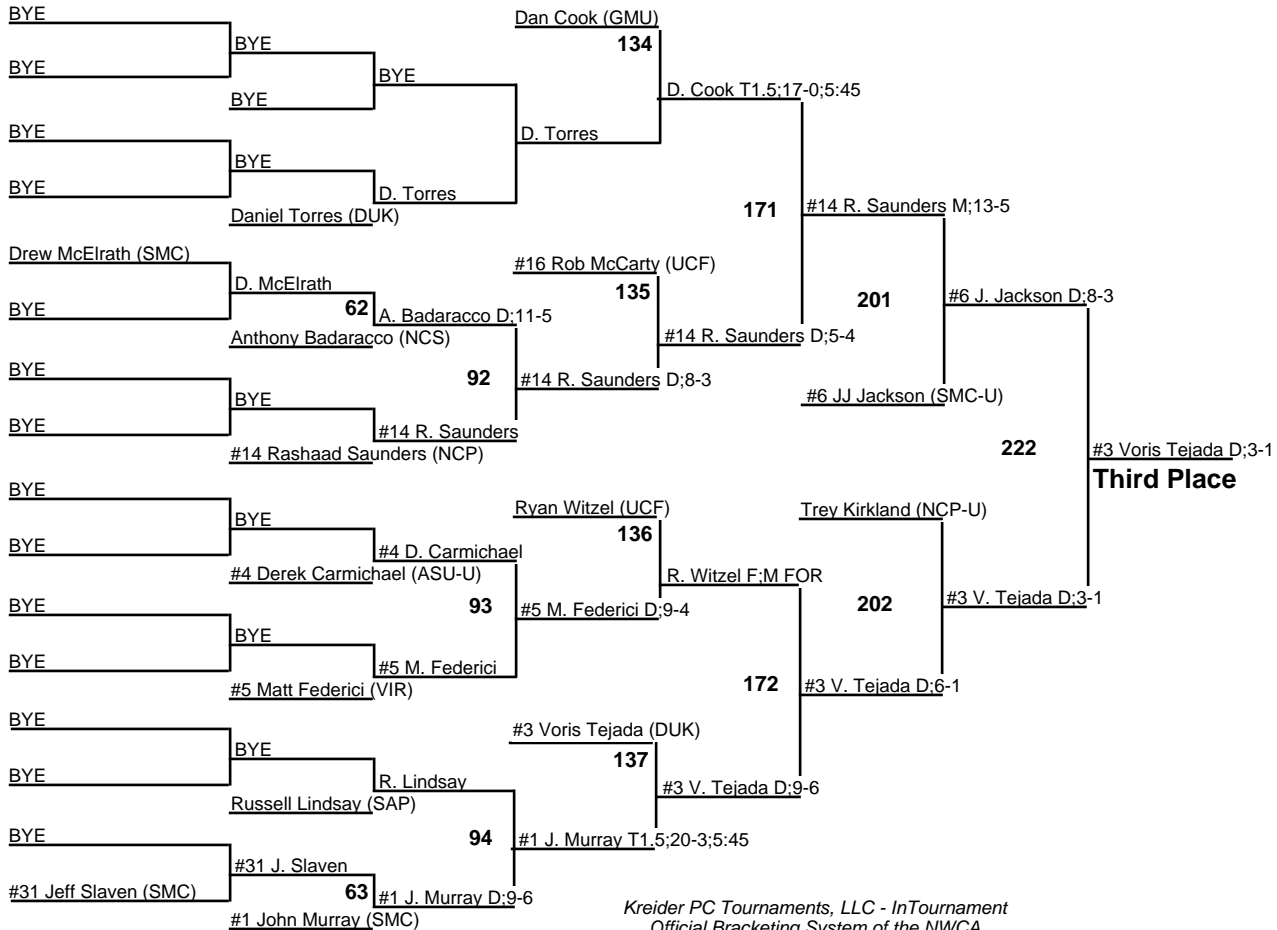 BYE
Dan Cook (GMU)
BYE
134
BYE
BYE
BYE
D. Cook T1.5;17-0;5:45
BYE
D. Torres
BYE
BYE
D. Torres
171
#14 R. Saunders M;13-5
Daniel Torres (DUK)
Drew McElrath (SMC)
#16 Rob McCarty (UCF)
D. McElrath
135
201
#6 J. Jackson D;8-3
BYE
62
A. Badaracco D;11-5
Anthony Badaracco (NCS)
#14 R. Saunders D;5-4
BYE
92
#14 R. Saunders D;8-3
#6 JJ Jackson (SMC-U)
BYE
BYE
#14 R. Saunders
222
#3 Voris Tejada D;3-1
#14 Rashaad Saunders (NCP)
Third Place
BYE
Ryan Witzel (UCF)
Trey Kirkland (NCP-U)
BYE
136
BYE
#4 D. Carmichael
#4 Derek Carmichael (ASU-U)
R. Witzel F;M FOR
BYE
93
#5 M. Federici D;9-4
202
#3 V. Tejada D;3-1
BYE
BYE
#5 M. Federici
172
#3 V. Tejada D;6-1
#5 Matt Federici (VIR)
BYE
#3 Voris Tejada (DUK)
BYE
137
BYE
R. Lindsay
#3 V. Tejada D;9-6
Russell Lindsay (SAP)
BYE
94
#1 J. Murray T1.5;20-3;5:45
#31 J. Slaven
#31 Jeff Slaven (SMC)
63
#1 J. Murray D;9-6
#1 John Murray (SMC)
Kreider PC Tournaments, LLC - InTournament
Official Bracketing System of the NWCA